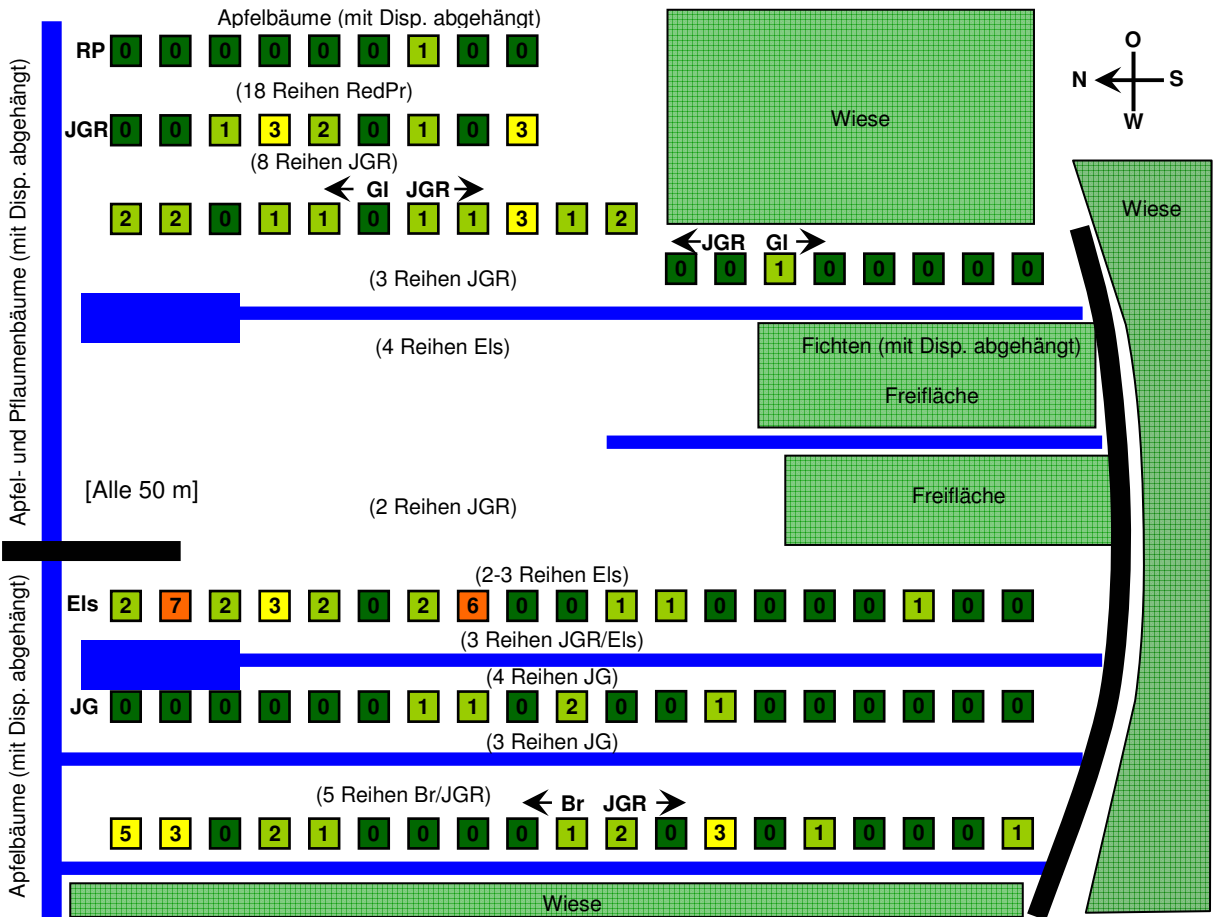 Apfelbäume (mit Disp. abgehängt)
RP 0 0 0 0 0 0 1 0 0
(18 Reihen RedPr)
JGR 0 0 1 3 2 0 1 0 3
(8 Reihen JGR)
Gl JGR
2 2 0 1 1 0 1 1 3 1 2
Wiese
O
N S
W
Wiese
JGR Gl
0 0 1 0 0 0 0 0
(3 Reihen JGR)
(4 Reihen Els)
Fichten (mit Disp. abgehängt)
Freifläche
Apfel- und Pflaumenbäume (mit Disp. abgehängt)
[Alle 50 m]
(2 Reihen JGR)
Freifläche
(2-3 Reihen Els)
Els 2 7 2 3 2 0 2 6 0 0 1 1 0 0 0 0 1 0 0
(3 Reihen JGR/Els)
(4 Reihen JG)
JG 0 0 0 0 0 0 1 1 0 2 0 0 1 0 0 0 0 0 0
(3 Reihen JG)
Apfelbäume (mit Disp. abgehängt)
(5 Reihen Br/JGR)
Br JGR
5 3 0 2 1 0 0 0 0 1 2 0 3 0 1 0 0 0 1
Wiese